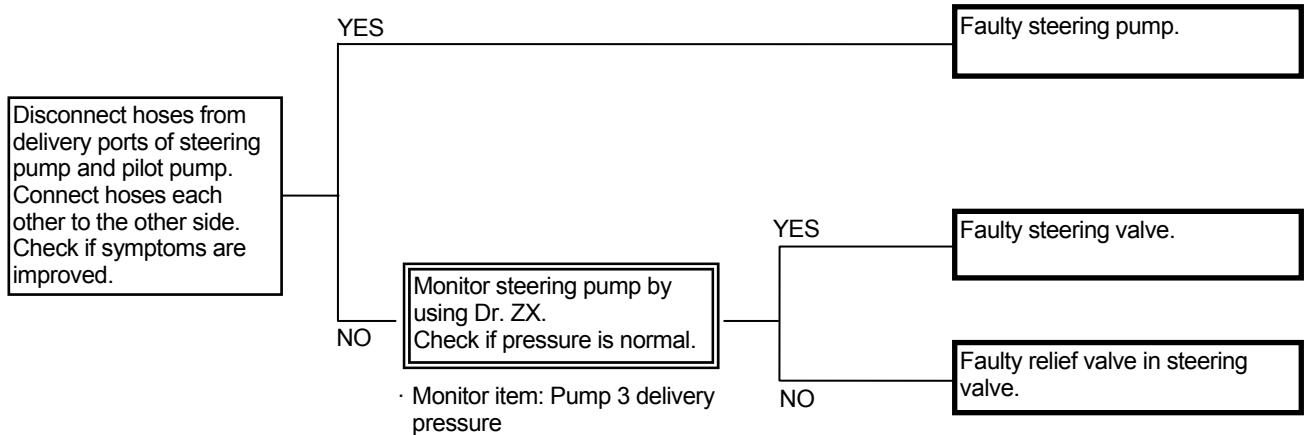 YES
Faulty steering pump.
Disconnect hoses from
delivery ports of steering
pump and pilot pump.
Connect hoses each
other to the other side.
Check if symptoms are
improved.
YES
Faulty steering valve.
Monitor steering pump by
using Dr. ZX.
Check if pressure is normal.
NO
Faulty relief valve in steering
valve.
NO
· Monitor item: Pump 3 delivery
pressure